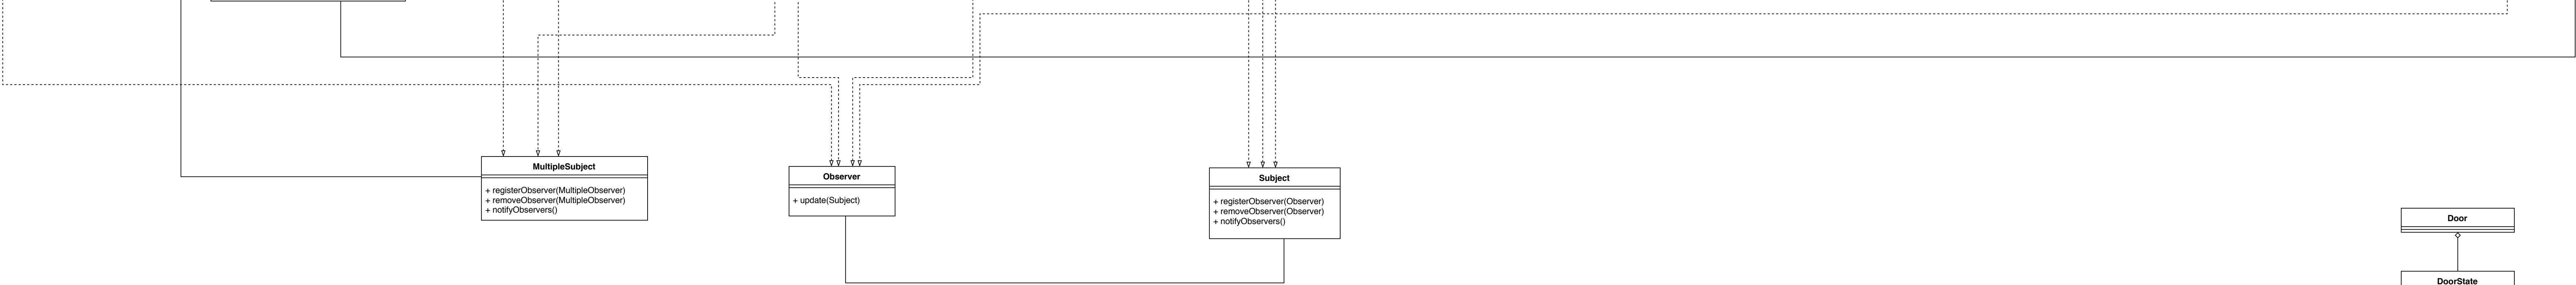 MultipleSubject
+ registerObserver(MultipleObserver)
+ removeObserver(MultipleObserver)
+ notifyObservers()
Observer
+ update(Subject)
Subject
+ registerObserver(Observer)
+ removeObserver(Observer)
+ notifyObservers()
Door
DoorState